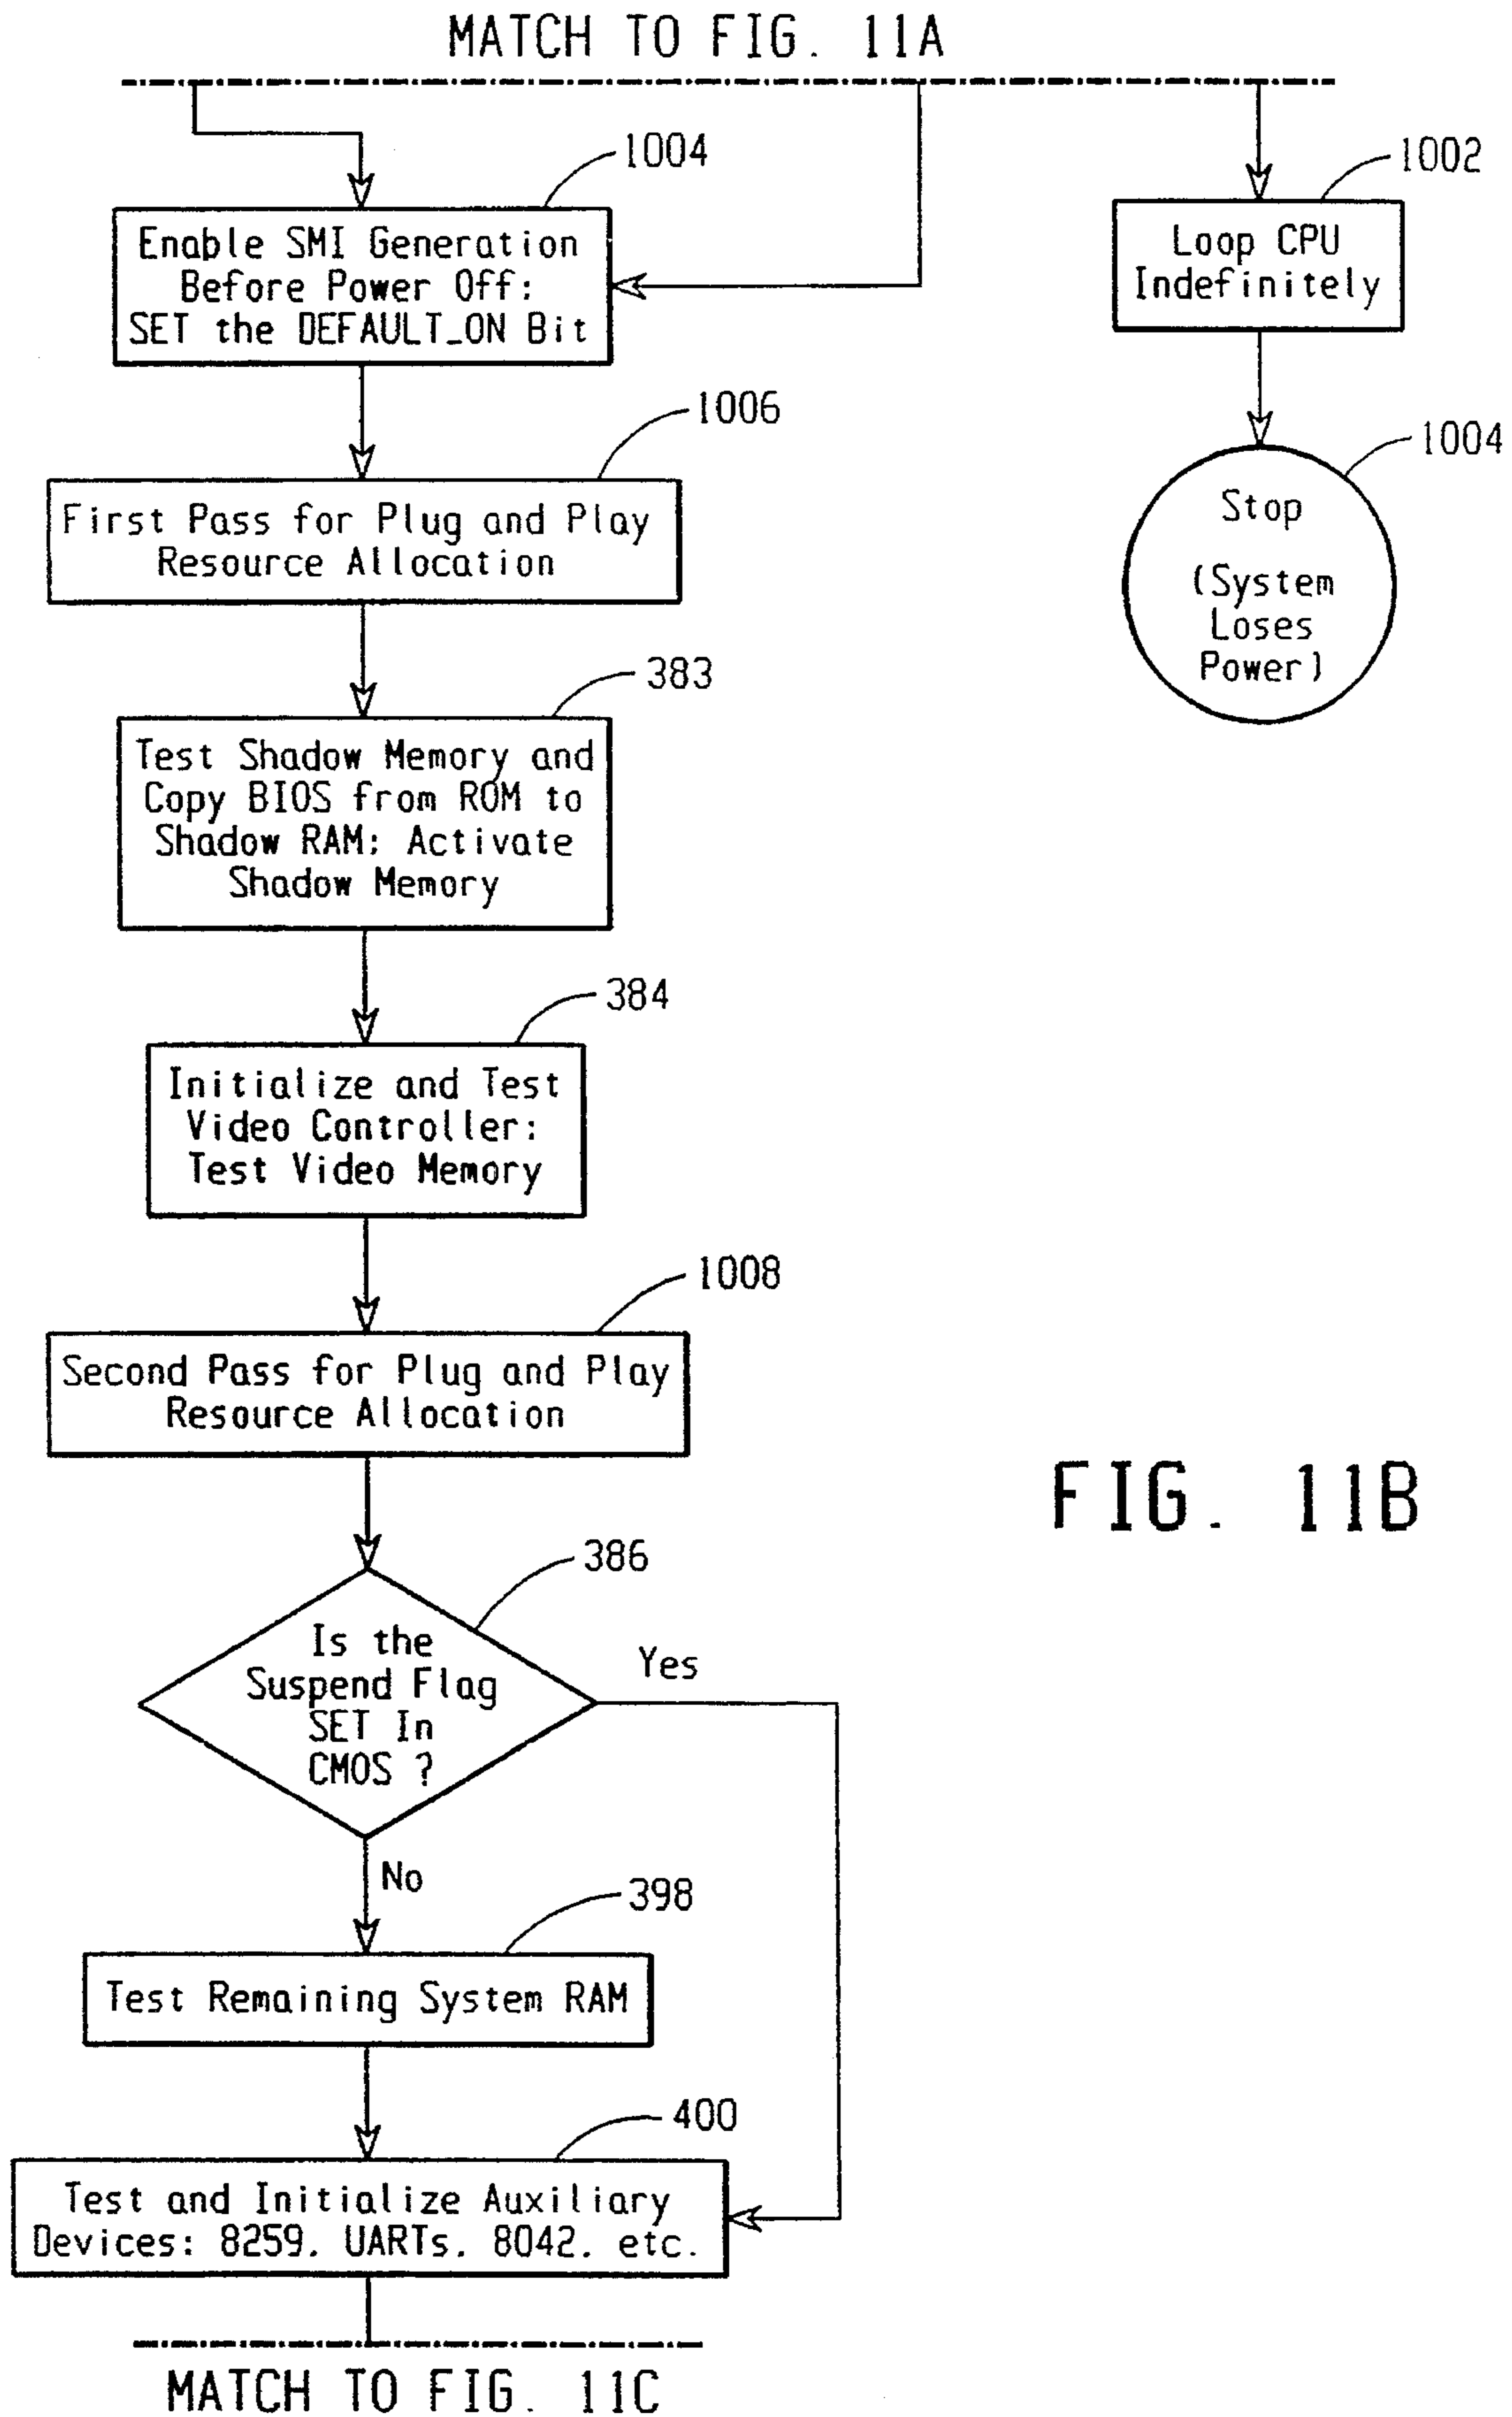 MATCH TO FIG. 11A
1004
1002
Enable SMI Generation
Before Power Off:
SET the DEFAULT_ON Bit
Loop CPU
Indefinitely
1006
1004
First Pass for Plug and Play
Resource Allocation
Stop
(System
Loses
Power)
383
Test Shadow Memory and
Copy BIOS from ROM to
Shadow RAM; Activate
Shadow Memory
384
Initialize and Test
Video Controller;
Test Video Memory
1008
Second Pass for Plug and Play
Resource Allocation
FIG. 11B
386
Is the
Suspend Flag
SET In
CMOS ?
Yes
No
398
Test Remaining System RAM
400
Test and Initialize Auxiliary
Devices: 8259, UARTs, 8042, etc.
MATCH TO FIG. 11C